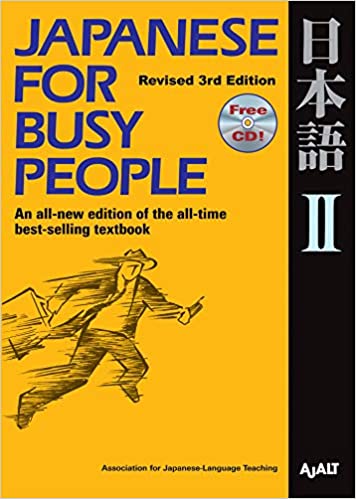 JAPANESE
FOR
BUSY
PEOPLE
Revised 3rd Edition
Free
CD!
An all-new edition of the all-time
best-selling textbook
日本語
II
Association for Japanese-Language Teaching
AJALT